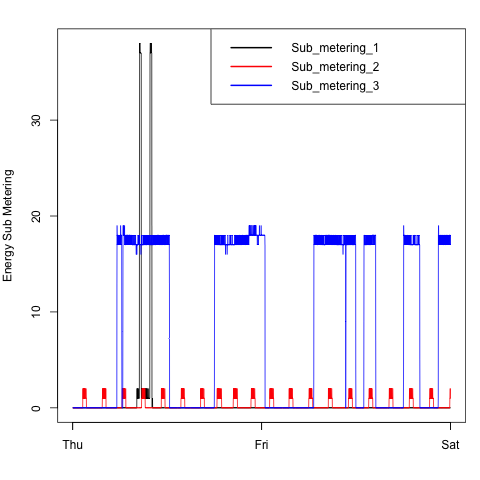 Sub_metering_1
Sub_metering_2
Sub_metering_3
Energy Sub Metering
30
20
10
0
Thu Fri Sat